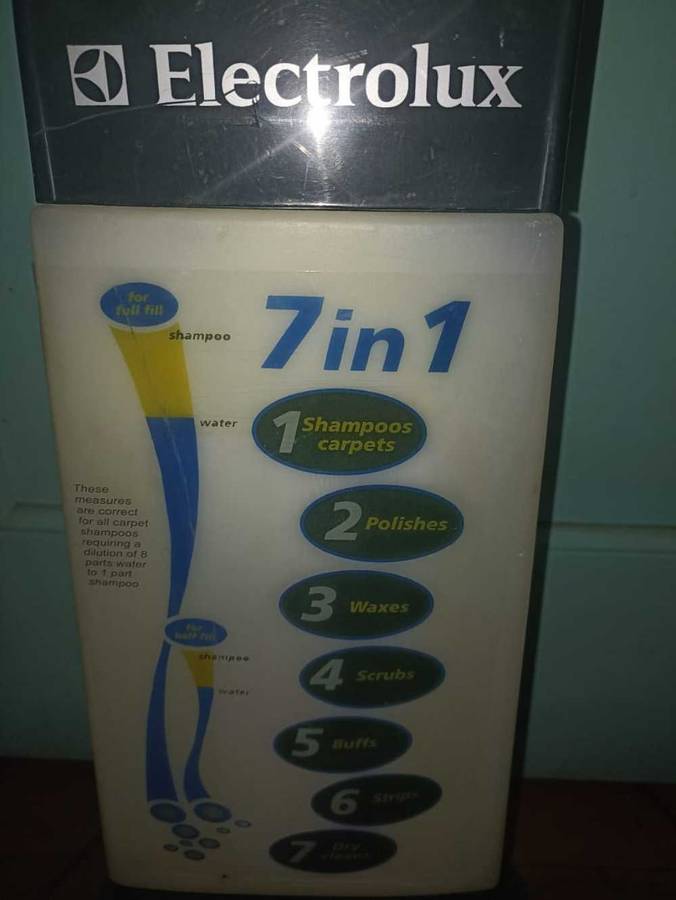 Electrolux
for
full fill
shampoo
7 in 1
water
1 Shampoos
carpets
These
measures
are correct
for all carpet
shampoos
requiring a
dilution of 8
parts water
to 1 part
shampoo
2 Polishes
3 Waxes
for
half fill
shampoo
water
4 Scrubs
5 Buffs
6 Strips
7 Dry
cleans